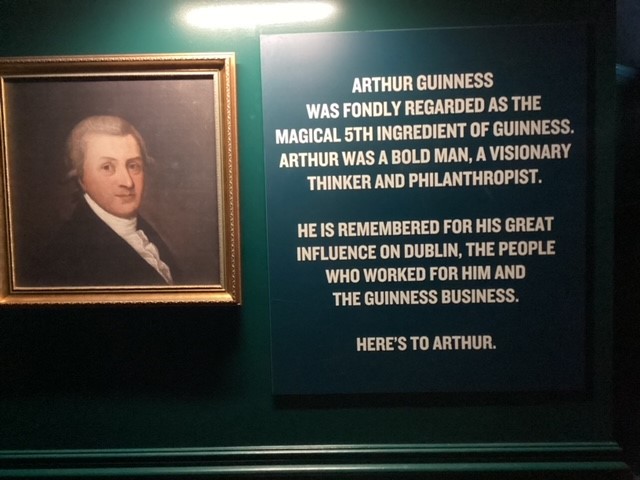 ARTHUR GUINNESS
WAS FONDLY REGARDED AS THE
MAGICAL 5TH INGREDIENT OF GUINNESS.
ARTHUR WAS A BOLD MAN, A VISIONARY
THINKER AND PHILANTHROPIST.
HE IS REMEMBERED FOR HIS GREAT
INFLUENCE ON DUBLIN, THE PEOPLE
WHO WORKED FOR HIM AND
THE GUINNESS BUSINESS.
HERE'S TO ARTHUR.